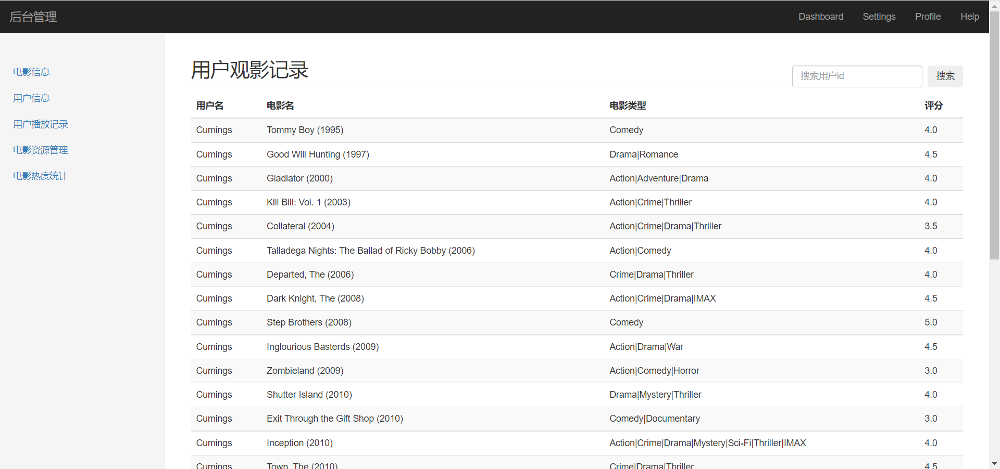 后台管理 Dashboard Settings Profile Help
电影信息
用户信息
用户播放记录
电影资源管理
电影热度统计
用户观影记录
搜索用户id 搜索
用户名 电影名 电影类型 评分
Cumings Tommy Boy (1995) Comedy 4.0
Cumings Good Will Hunting (1997) Drama|Romance 4.5
Cumings Gladiator (2000) Action|Adventure|Drama 4.0
Cumings Kill Bill: Vol. 1 (2003) Action|Crime|Thriller 4.0
Cumings Collateral (2004) Action|Crime|Drama|Thriller 3.5
Cumings Talladega Nights: The Ballad of Ricky Bobby (2006) Action|Comedy 4.0
Cumings Departed, The (2006) Crime|Drama|Thriller 4.0
Cumings Dark Knight, The (2008) Action|Crime|Drama|IMAX 4.5
Cumings Step Brothers (2008) Comedy 5.0
Cumings Inglourious Basterds (2009) Action|Drama|War 4.5
Cumings Zombieland (2009) Action|Comedy|Horror 3.0
Cumings Shutter Island (2010) Drama|Mystery|Thriller 4.0
Cumings Exit Through the Gift Shop (2010) Comedy|Documentary 3.0
Cumings Inception (2010) Action|Crime|Drama|Mystery|Sci-Fi|Thriller|IMAX 4.0
Cumings Town, The (2010) Crime|Drama|Thriller 4.5